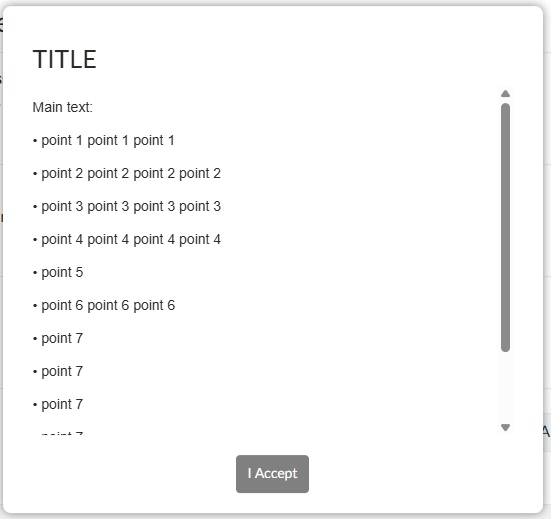 TITLE
Main text:
• point 1 point 1 point 1
• point 2 point 2 point 2 point 2
• point 3 point 3 point 3 point 3
• point 4 point 4 point 4 point 4
• point 5
• point 6 point 6 point 6
• point 7
• point 7
• point 7
• point 7
I Accept